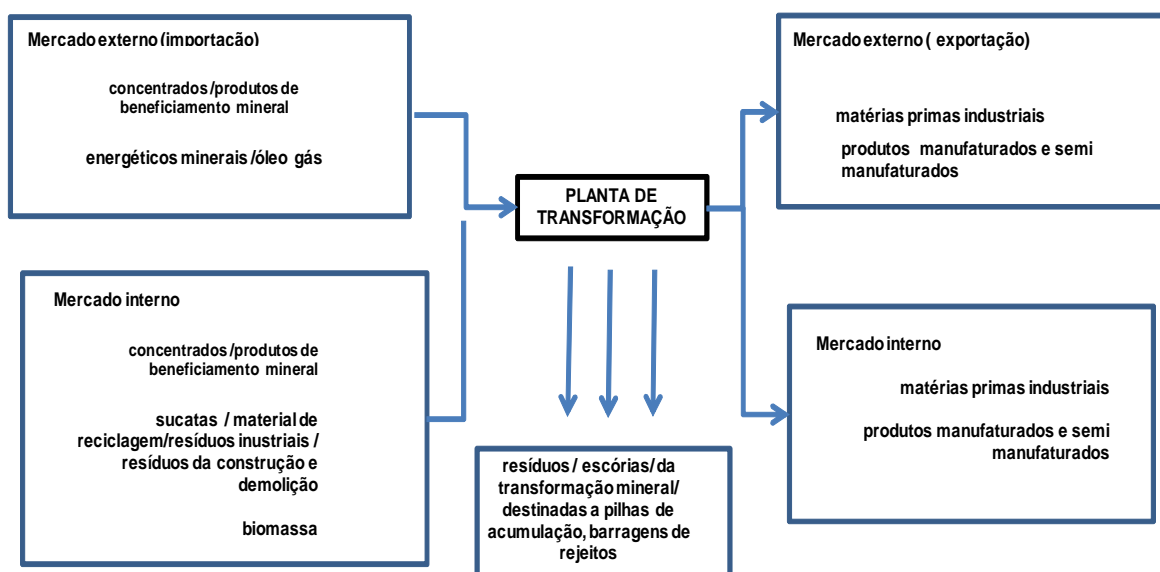 Mercado externo (importação)
concentrados /produtos de
beneficiamento mineral
energéticos minerais /óleo gás
Mercado interno
concentrados /produtos de
beneficiamento mineral
sucatas / material de
reciclagem/resíduos inustriais /
resíduos da construção e
demolição
biomassa
PLANTA DE
TRANSFORMAÇÃO
resíduos / escórias/ da
transformação mineral/
destinadas a pilhas de
acumulação, barragens de
rejeitos
Mercado externo ( exportação)
matérias primas industriais
produtos manufaturados e semi
manufaturados
Mercado interno
matérias primas industriais
produtos manufaturados e semi
manufaturados